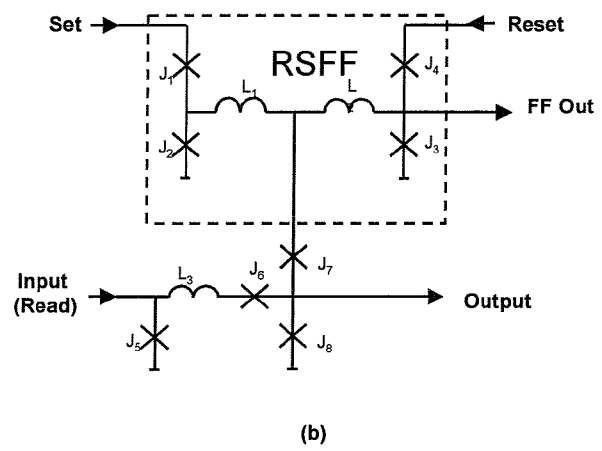 Set
Reset
RSFF
J1
J4
L1
L
FF Out
J2
J3
Input
(Read)
L3
J6
J7
Output
J5
J8
(b)